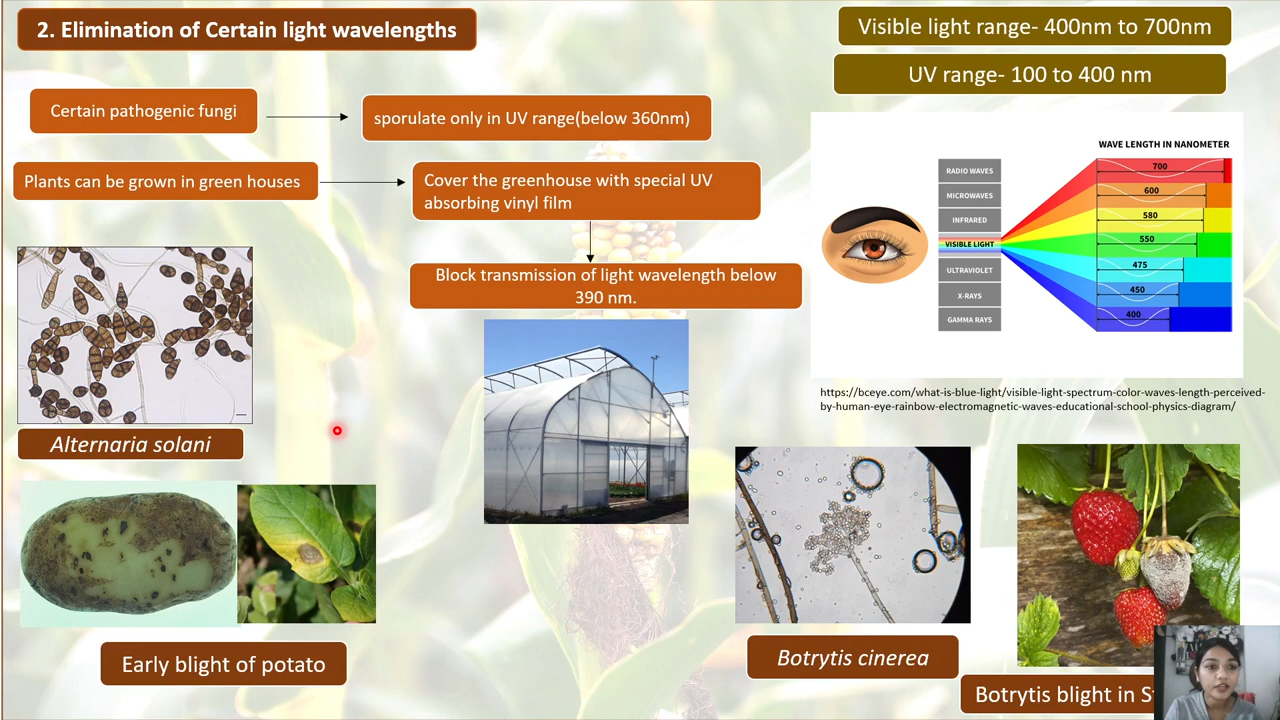 2. Elimination of Certain light wavelengths
Visible light range- 400nm to 700nm
UV range- 100 to 400 nm
Certain pathogenic fungi
sporulate only in UV range(below 360nm)
Plants can be grown in green houses
Cover the greenhouse with special UV
absorbing vinyl film
Block transmission of light wavelength below
390 nm.
WAVE LENGTH IN NANOMETER
RADIO WAVES
MICROWAVES
INFRARED
VISIBLE LIGHT
ULTRAVIOLET
X-RAYS
GAMMA RAYS
700
600
580
550
475
450
400
https://bceye.com/what-is-blue-light/visible-light-spectrum-color-waves-length-perceived-
by-human-eye-rainbow-electromagnetic-waves-educational-school-physics-diagram/
Alternaria solani
Early blight of potato
Botrytis cinerea
Botrytis blight in